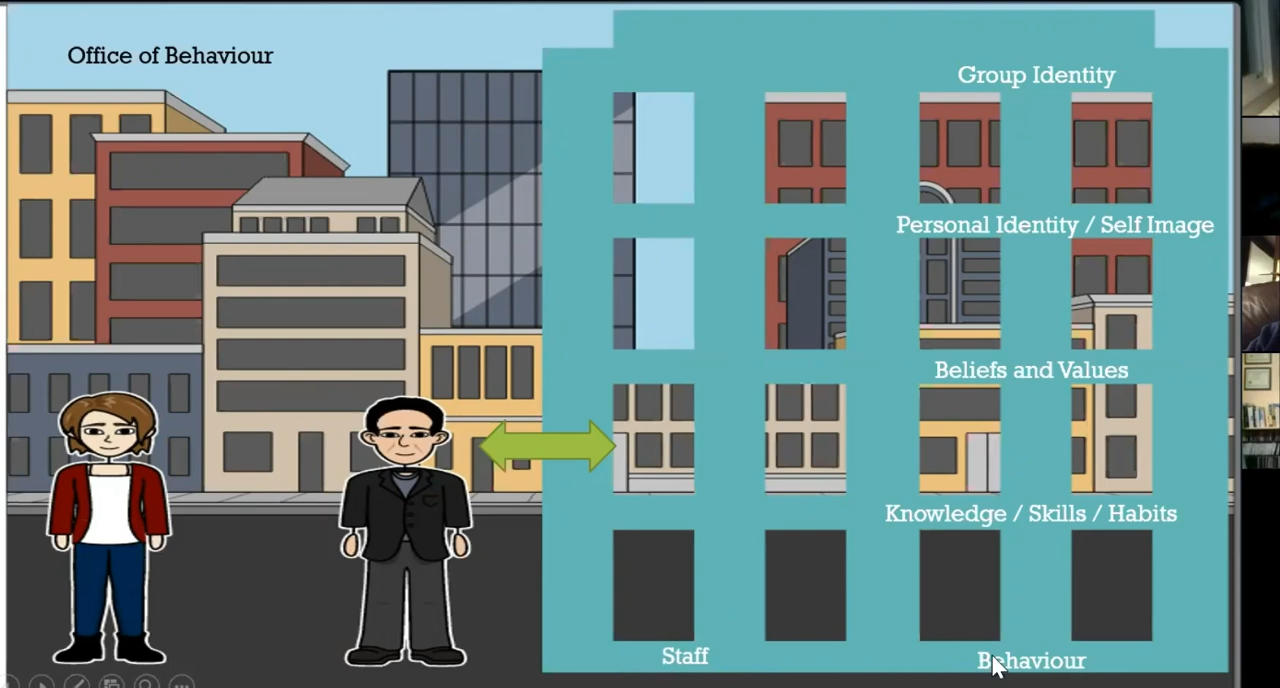 Office of Behaviour
Group Identity
Personal Identity / Self Image
Beliefs and Values
Knowledge / Skills / Habits
Staff
Behaviour